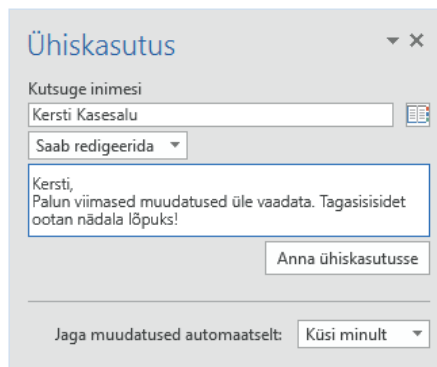 Ühiskasutus
Kutsuge inimesi
Kersti Kasesalu
Saab redigeerida
Kersti,
Palun viimased muudatused üle vaadata. Tagasisisidet
ootan nädala lõpuks!
Anna ühiskasutusse
Jaga muudatused automaatselt: Küsi minult